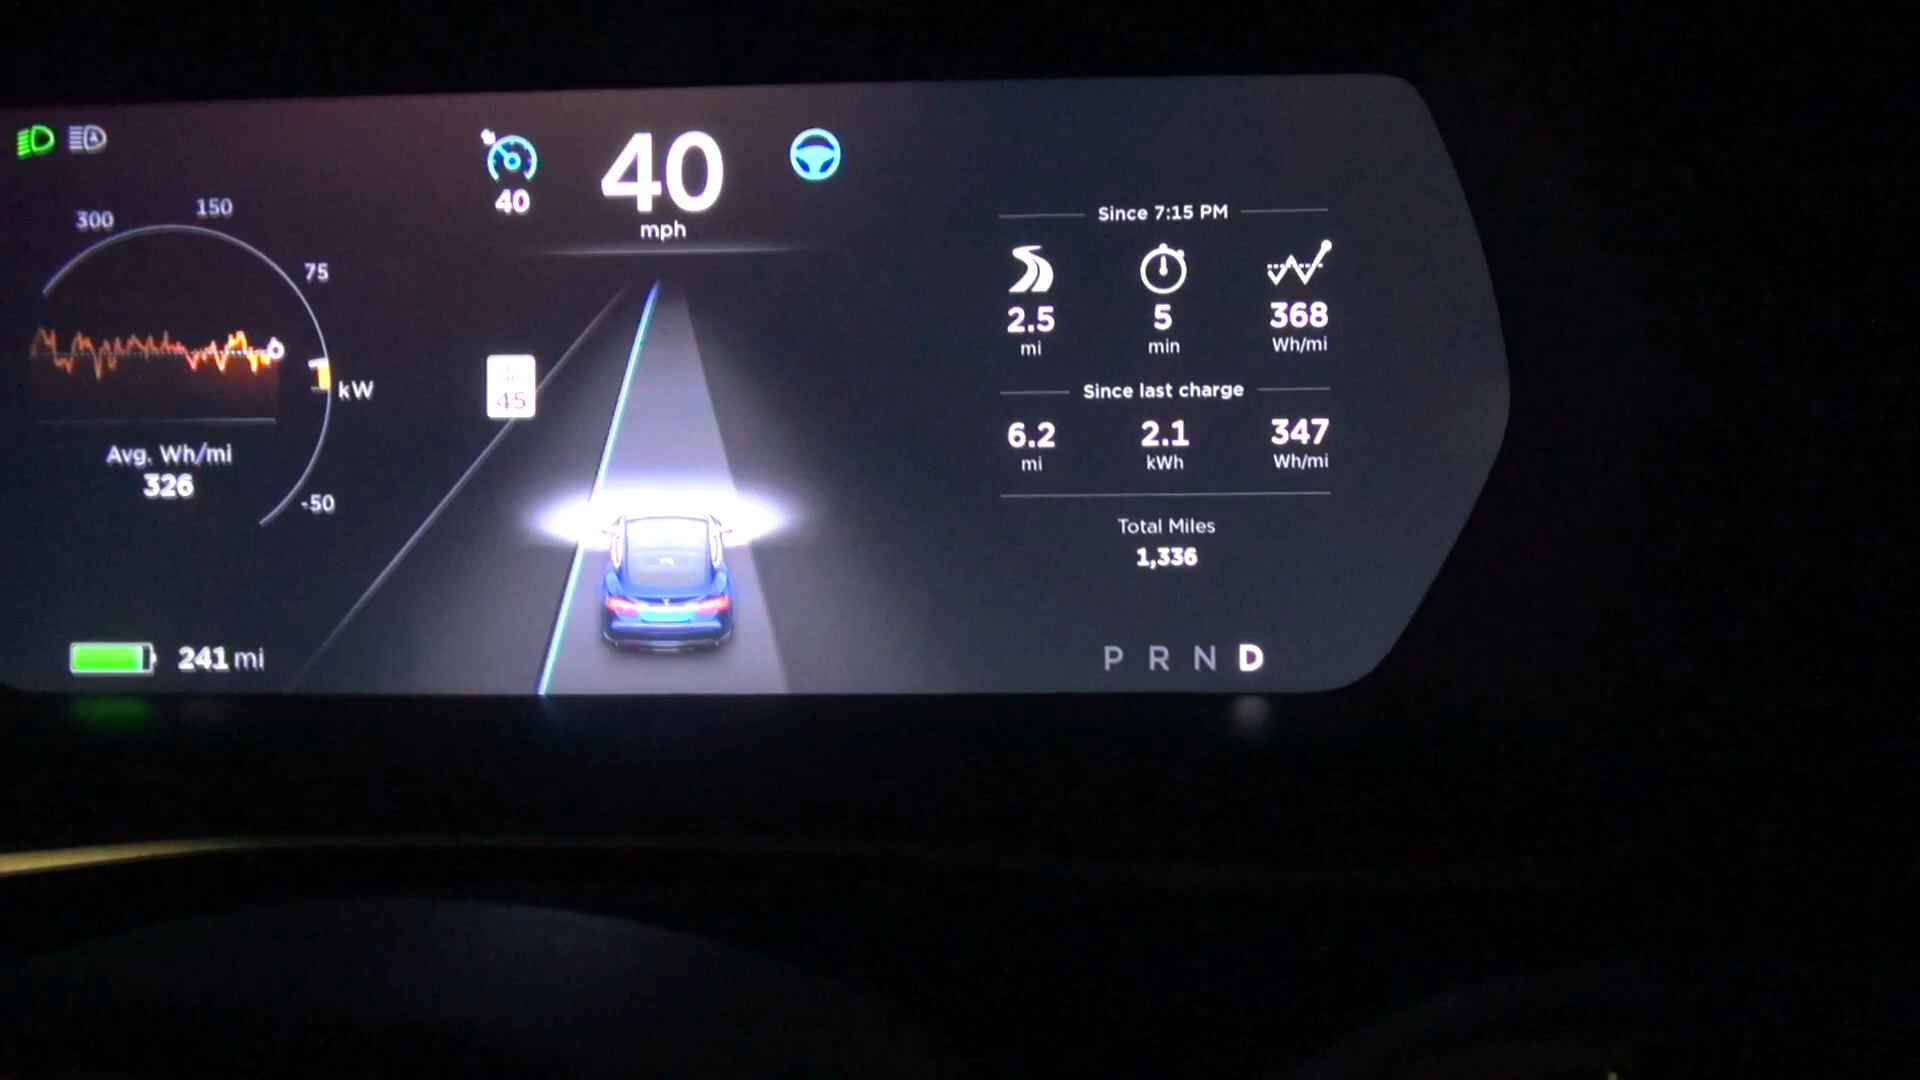 40
40
mph
300
150
75
kW
-50
Avg. Wh/mi
326
241 mi
45
Since 7:15 PM
2.5
mi
5
min
368
Wh/mi
Since last charge
6.2
mi
2.1
kWh
347
Wh/mi
Total Miles
1,336
P R N D